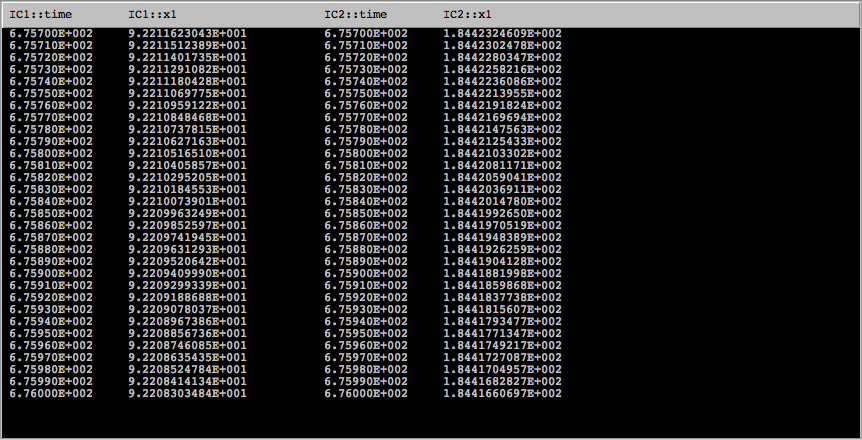 IC1::time IC1::x1 IC2::time IC2::x1
6.75700E+002 9.2211623043E+001 6.75700E+002 1.8442324609E+002
6.75710E+002 9.2211512389E+001 6.75710E+002 1.8442302478E+002
6.75720E+002 9.2211401735E+001 6.75720E+002 1.8442280347E+002
6.75730E+002 9.2211291082E+001 6.75730E+002 1.8442258216E+002
6.75740E+002 9.2211180428E+001 6.75740E+002 1.8442236086E+002
6.75750E+002 9.2211069775E+001 6.75750E+002 1.8442213955E+002
6.75760E+002 9.2210959122E+001 6.75760E+002 1.8442191824E+002
6.75770E+002 9.2210848468E+001 6.75770E+002 1.8442169694E+002
6.75780E+002 9.2210737815E+001 6.75780E+002 1.8442147563E+002
6.75790E+002 9.2210627163E+001 6.75790E+002 1.8442125433E+002
6.75800E+002 9.2210516510E+001 6.75800E+002 1.8442103302E+002
6.75810E+002 9.2210405857E+001 6.75810E+002 1.8442081171E+002
6.75820E+002 9.2210295205E+001 6.75820E+002 1.8442059041E+002
6.75830E+002 9.2210184553E+001 6.75830E+002 1.8442036911E+002
6.75840E+002 9.2210073901E+001 6.75840E+002 1.8442014780E+002
6.75850E+002 9.2209963249E+001 6.75850E+002 1.8441992650E+002
6.75860E+002 9.2209852597E+001 6.75860E+002 1.8441970519E+002
6.75870E+002 9.2209741945E+001 6.75870E+002 1.8441948389E+002
6.75880E+002 9.2209631293E+001 6.75880E+002 1.8441926259E+002
6.75890E+002 9.2209520642E+001 6.75890E+002 1.8441904128E+002
6.75900E+002 9.2209409990E+001 6.75900E+002 1.8441881998E+002
6.75910E+002 9.2209299339E+001 6.75910E+002 1.8441859868E+002
6.75920E+002 9.2209188688E+001 6.75920E+002 1.8441837738E+002
6.75930E+002 9.2209078037E+001 6.75930E+002 1.8441815607E+002
6.75940E+002 9.2208967386E+001 6.75940E+002 1.8441793477E+002
6.75950E+002 9.2208856736E+001 6.75950E+002 1.8441771347E+002
6.75960E+002 9.2208746085E+001 6.75960E+002 1.8441749217E+002
6.75970E+002 9.2208635435E+001 6.75970E+002 1.8441727087E+002
6.75980E+002 9.2208524784E+001 6.75980E+002 1.8441704957E+002
6.75990E+002 9.2208414134E+001 6.75990E+002 1.8441682827E+002
6.76000E+002 9.2208303484E+001 6.76000E+002 1.8441660697E+002